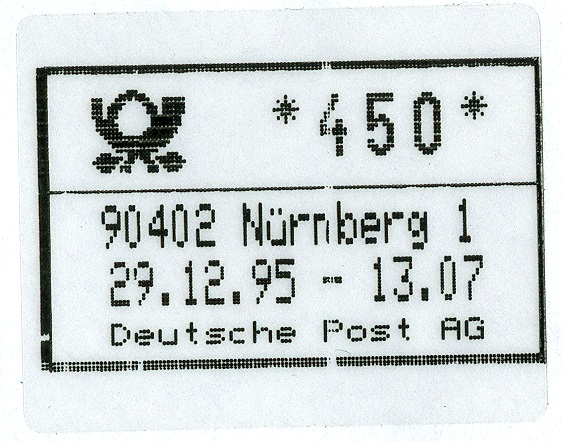 *450*
90402 Nürnberg 1
29.12.95 - 13.07
Deutsche Post AG